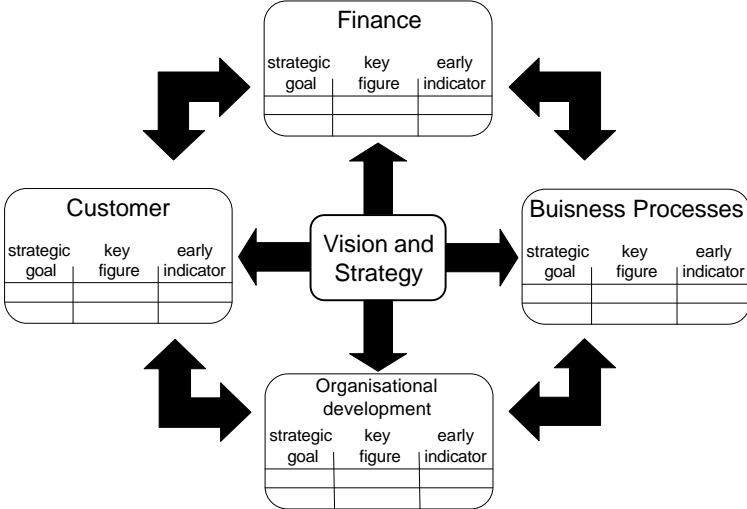 Finance
strategic goal
key figure
early indicator
Customer
strategic goal
key figure
early indicator
Vision and
Strategy
Buisness Processes
strategic goal
key figure
early indicator
Organisational
development
strategic goal
key figure
early indicator